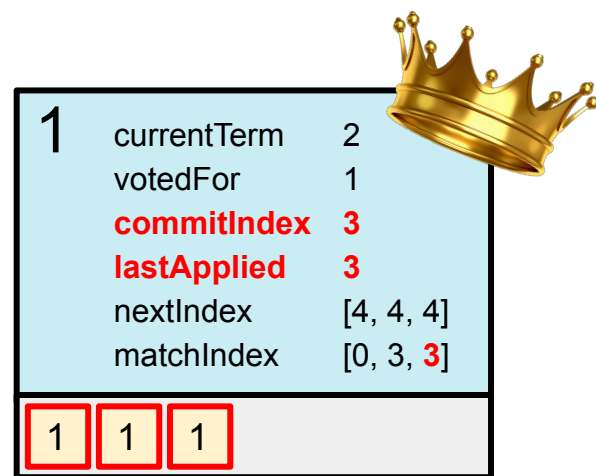 1
currentTerm 2
votedFor 1
commitIndex 3
lastApplied 3
nextIndex [4, 4, 4]
matchIndex [0, 3, 3]
1 1 1